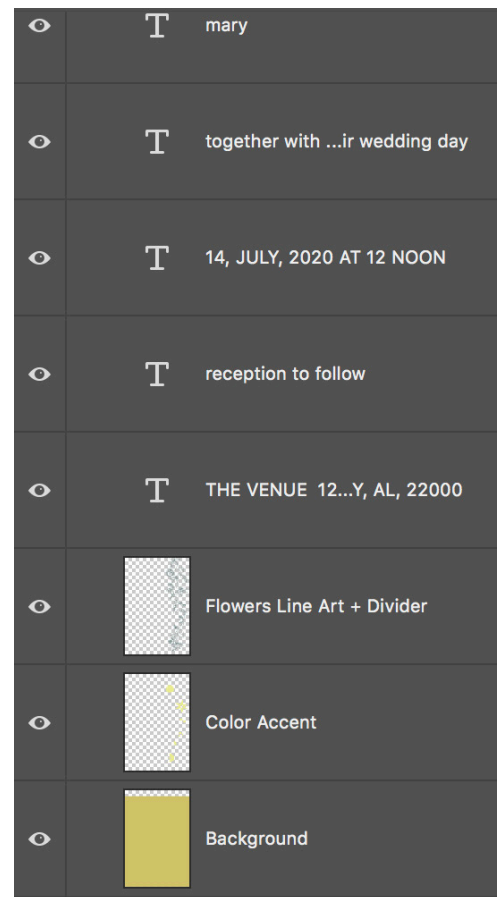 mary
together with ...ir wedding day
14, JULY, 2020 AT 12 NOON
reception to follow
THE VENUE  12...Y, AL, 22000
Flowers Line Art + Divider
Color Accent
Background